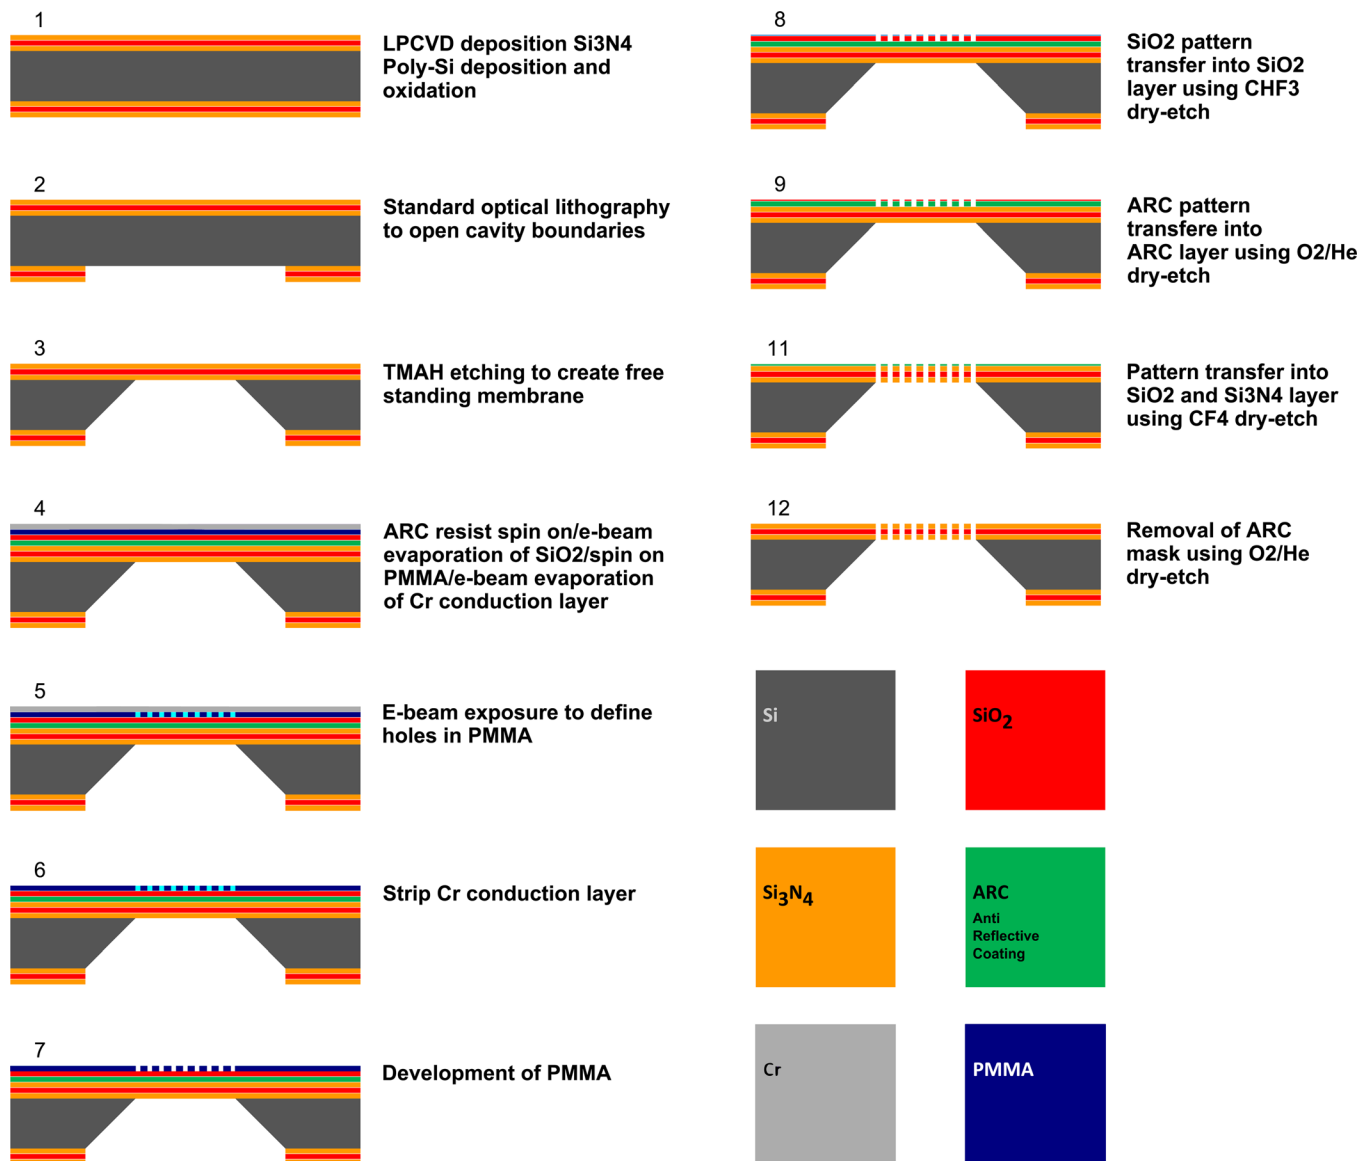 1
LPCVD deposition Si3N4
Poly-Si deposition and
oxidation
2
Standard optical lithography
to open cavity boundaries
3
TMAH etching to create free
standing membrane
4
ARC resist spin on/e-beam
evaporation of SiO2/spin on
PMMA/e-beam evaporation
of Cr conduction layer
5
E-beam exposure to define
holes in PMMA
6
Strip Cr conduction layer
7
Development of PMMA
8
SiO2 pattern
transfer into SiO2
layer using CHF3
dry-etch
9
ARC pattern
transfere into
ARC layer using O2/He
dry-etch
11
Pattern transfer into
SiO2 and Si3N4 layer
using CF4 dry-etch
12
Removal of ARC
mask using O2/He
dry-etch
Si
SiO2
Si3N4
ARC
Anti
Reflective
Coating
Cr
PMMA